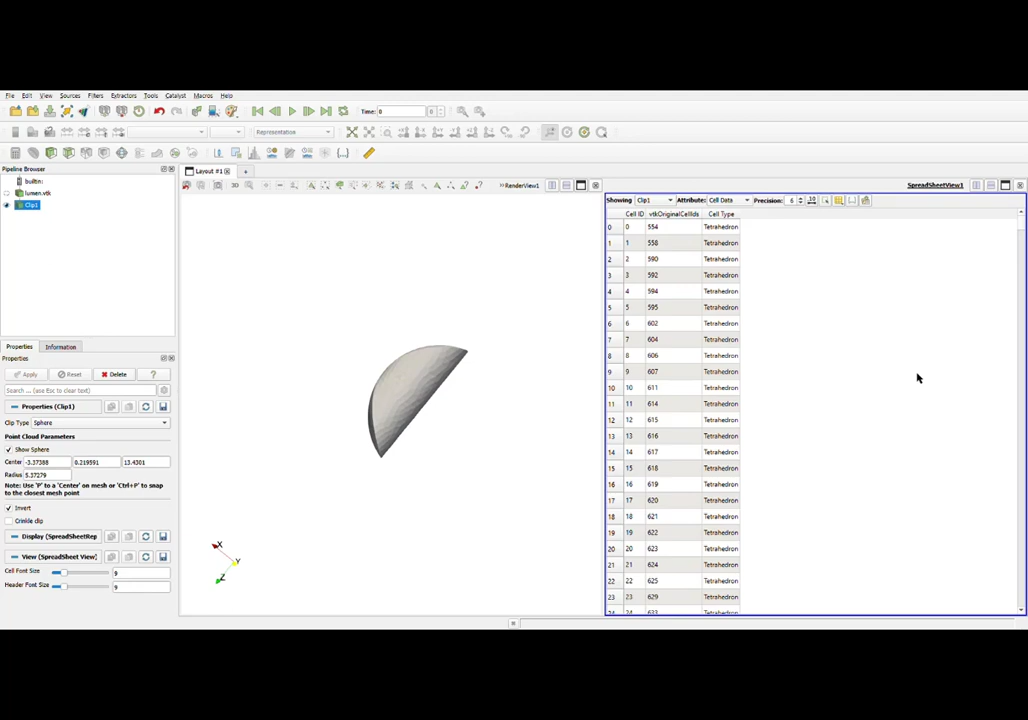 File Edit View Sources Filters Extractors Tools Catalyst Macros Help
Time: 0 0
Representation
Pipeline Browser
builtin:
lumen.vtk
Clip1
Layout #1 +
3D RenderView1
SpreadSheetView1
Properties Information
Properties
Apply Reset Delete ?
Search ... (use Esc to clear text)
Properties (Clip1)
Clip Type Sphere
Point Cloud Parameters
Show Sphere
Center -3.37388 0.219591 13.4301
Radius 5.37279
Note: Use 'P' to a 'Center' on mesh or 'Ctrl+P' to snap
to the closest mesh point
Invert
Crinkle clip
Display (SpreadSheetRep
View (SpreadSheet View)
Cell Font Size 9
Header Font Size 9
X
Y
Z
Showing Clip1 Attribute: Cell Data Precision: 6
Cell ID vtkOriginalCellIds Cell Type
0 0 554 Tetrahedron
1 1 558 Tetrahedron
2 2 590 Tetrahedron
3 3 592 Tetrahedron
4 4 594 Tetrahedron
5 5 595 Tetrahedron
6 6 602 Tetrahedron
7 7 604 Tetrahedron
8 8 606 Tetrahedron
9 9 607 Tetrahedron
10 10 611 Tetrahedron
11 11 614 Tetrahedron
12 12 615 Tetrahedron
13 13 616 Tetrahedron
14 14 617 Tetrahedron
15 15 618 Tetrahedron
16 16 619 Tetrahedron
17 17 620 Tetrahedron
18 18 621 Tetrahedron
19 19 622 Tetrahedron
20 20 623 Tetrahedron
21 21 624 Tetrahedron
22 22 625 Tetrahedron
23 23 629 Tetrahedron
24 24 633 Tetrahedron